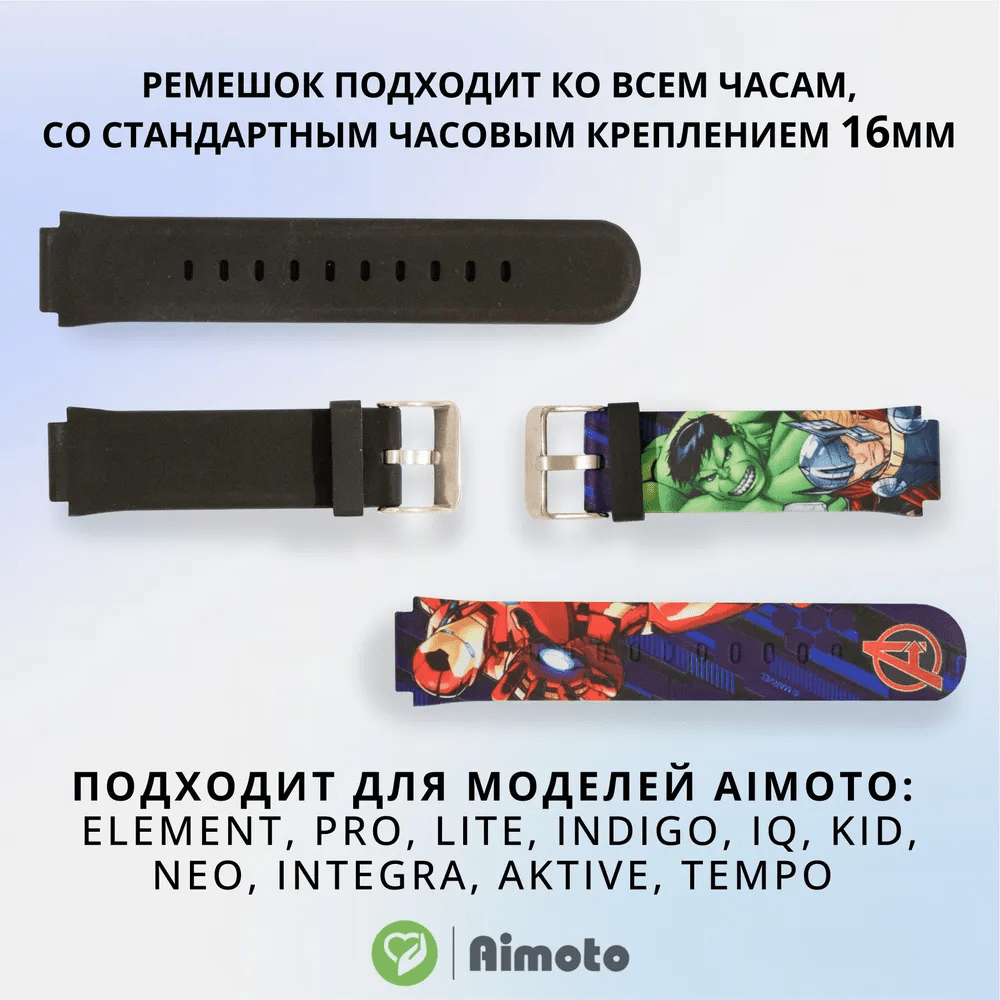 РЕМЕШОК ПОДХОДИТ КО ВСЕМ ЧАСАМ,
СО СТАНДАРТНЫМ ЧАСОВЫМ КРЕПЛЕНИЕМ 16ММ
© MARVEL
ПОДХОДИТ ДЛЯ МОДЕЛЕЙ AIMOTO:
ELEMENT, PRO, LITE, INDIGO, IQ, KID,
NEO, INTEGRA, AKTIVE, TEMPO
Aimoto